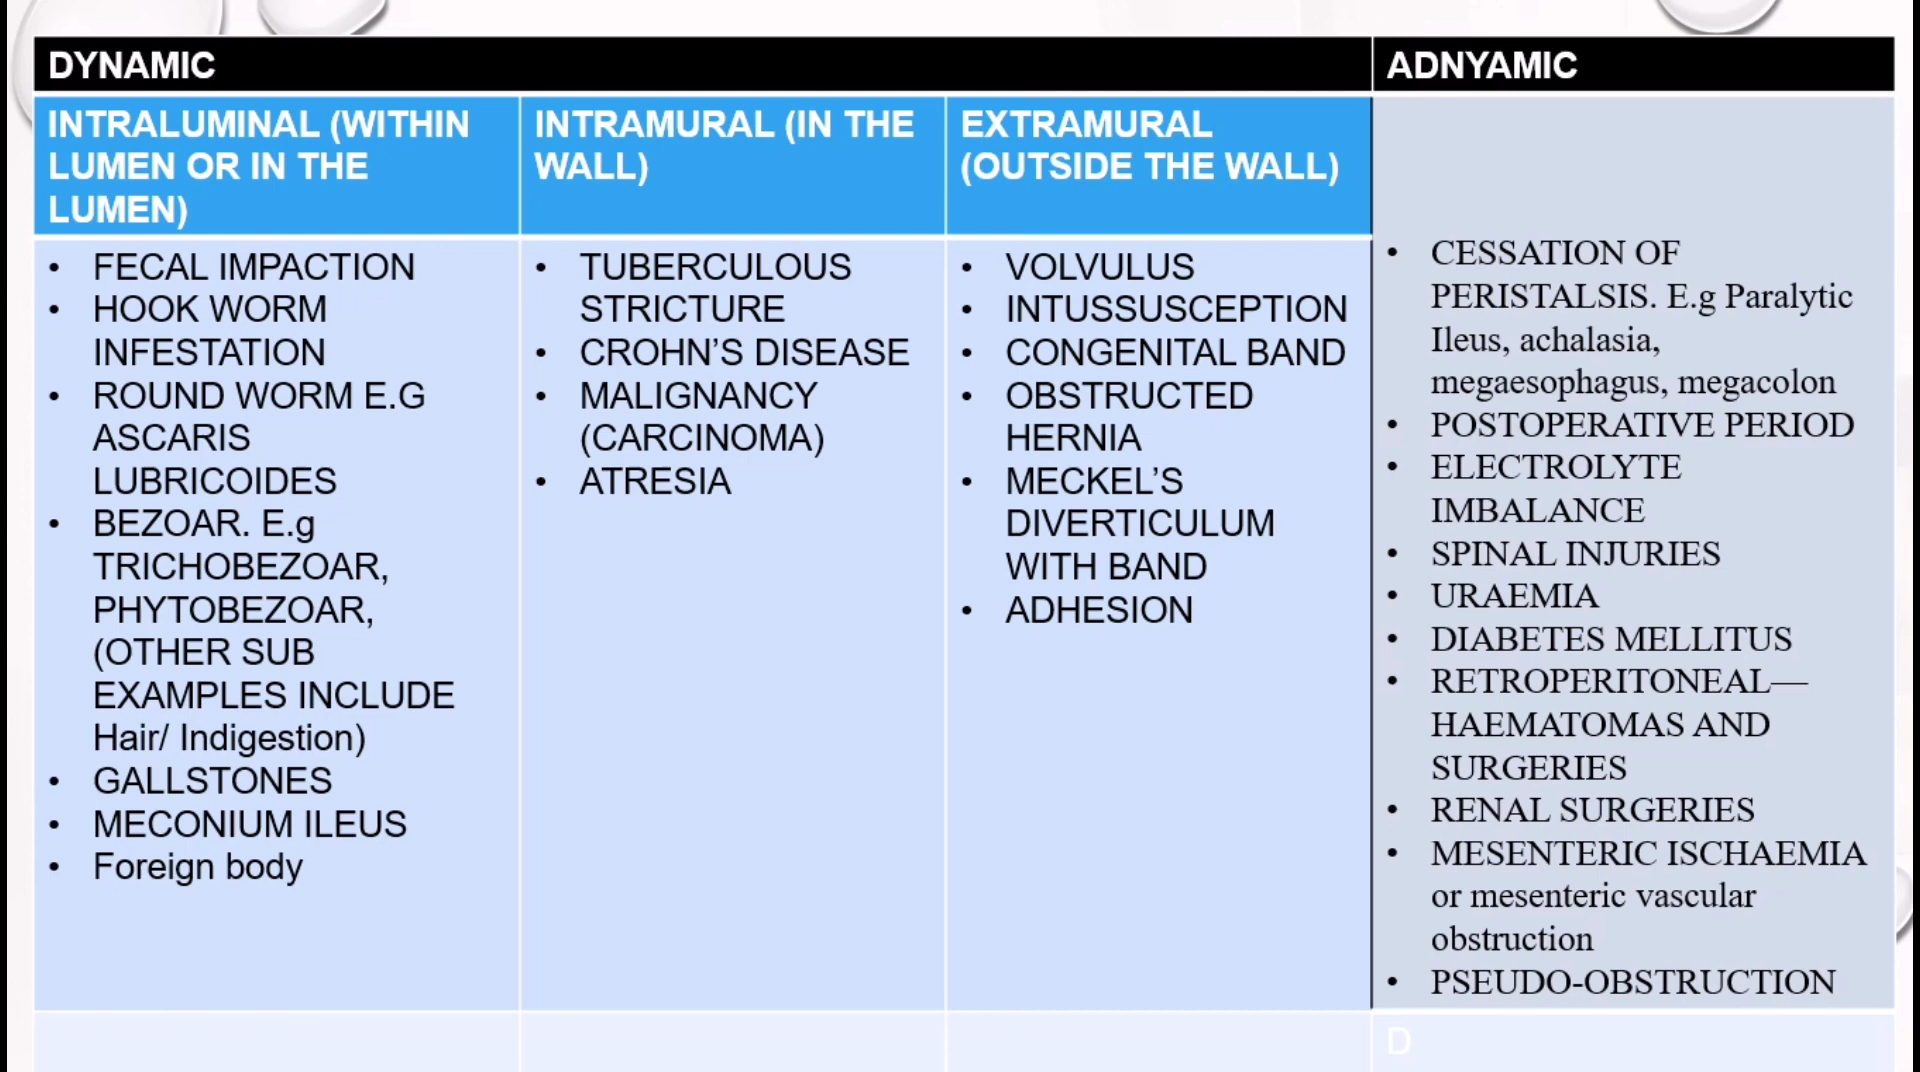 DYNAMIC
ADNYAMIC
INTRALUMINAL (WITHIN
LUMEN OR IN THE
LUMEN)
INTRAMURAL (IN THE
WALL)
EXTRAMURAL
(OUTSIDE THE WALL)
• FECAL IMPACTION
• HOOK WORM
INFESTATION
• ROUND WORM E.G
ASCARIS
LUBRICOIDES
• BEZOAR. E.g
TRICHOBEZOAR,
PHYTOBEZOAR,
(OTHER SUB
EXAMPLES INCLUDE
Hair/ Indigestion)
• GALLSTONES
• MECONIUM ILEUS
• Foreign body
• TUBERCULOUS
STRICTURE
• CROHN’S DISEASE
• MALIGNANCY
(CARCINOMA)
• ATRESIA
• VOLVULUS
• INTUSSUSCEPTION
• CONGENITAL BAND
• OBSTRUCTED
HERNIA
• MECKEL’S
DIVERTICULUM
WITH BAND
• ADHESION
• CESSATION OF
PERISTALSIS. E.g Paralytic
Ileus, achalasia,
megaesophagus, megacolon
• POSTOPERATIVE PERIOD
• ELECTROLYTE
IMBALANCE
• SPINAL INJURIES
• URAEMIA
• DIABETES MELLITUS
• RETROPERITONEAL—
HAEMATOMAS AND
SURGERIES
• RENAL SURGERIES
• MESENTERIC ISCHAEMIA
or mesenteric vascular
obstruction
• PSEUDO-OBSTRUCTION
D